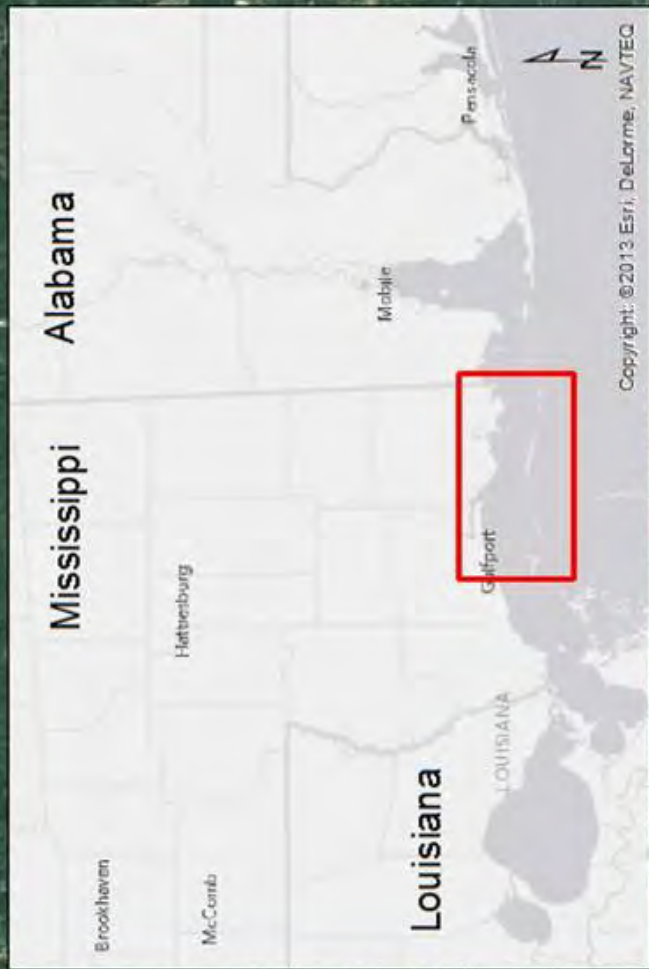 Mississippi
Alabama
Brookhaven
Hattiesburg
McComb
Mobile
Pensacola
Louisiana
LOUISIANA
Gulfport
N
Copyright: ©2013 Esri, DeLorme, NAVTEQ